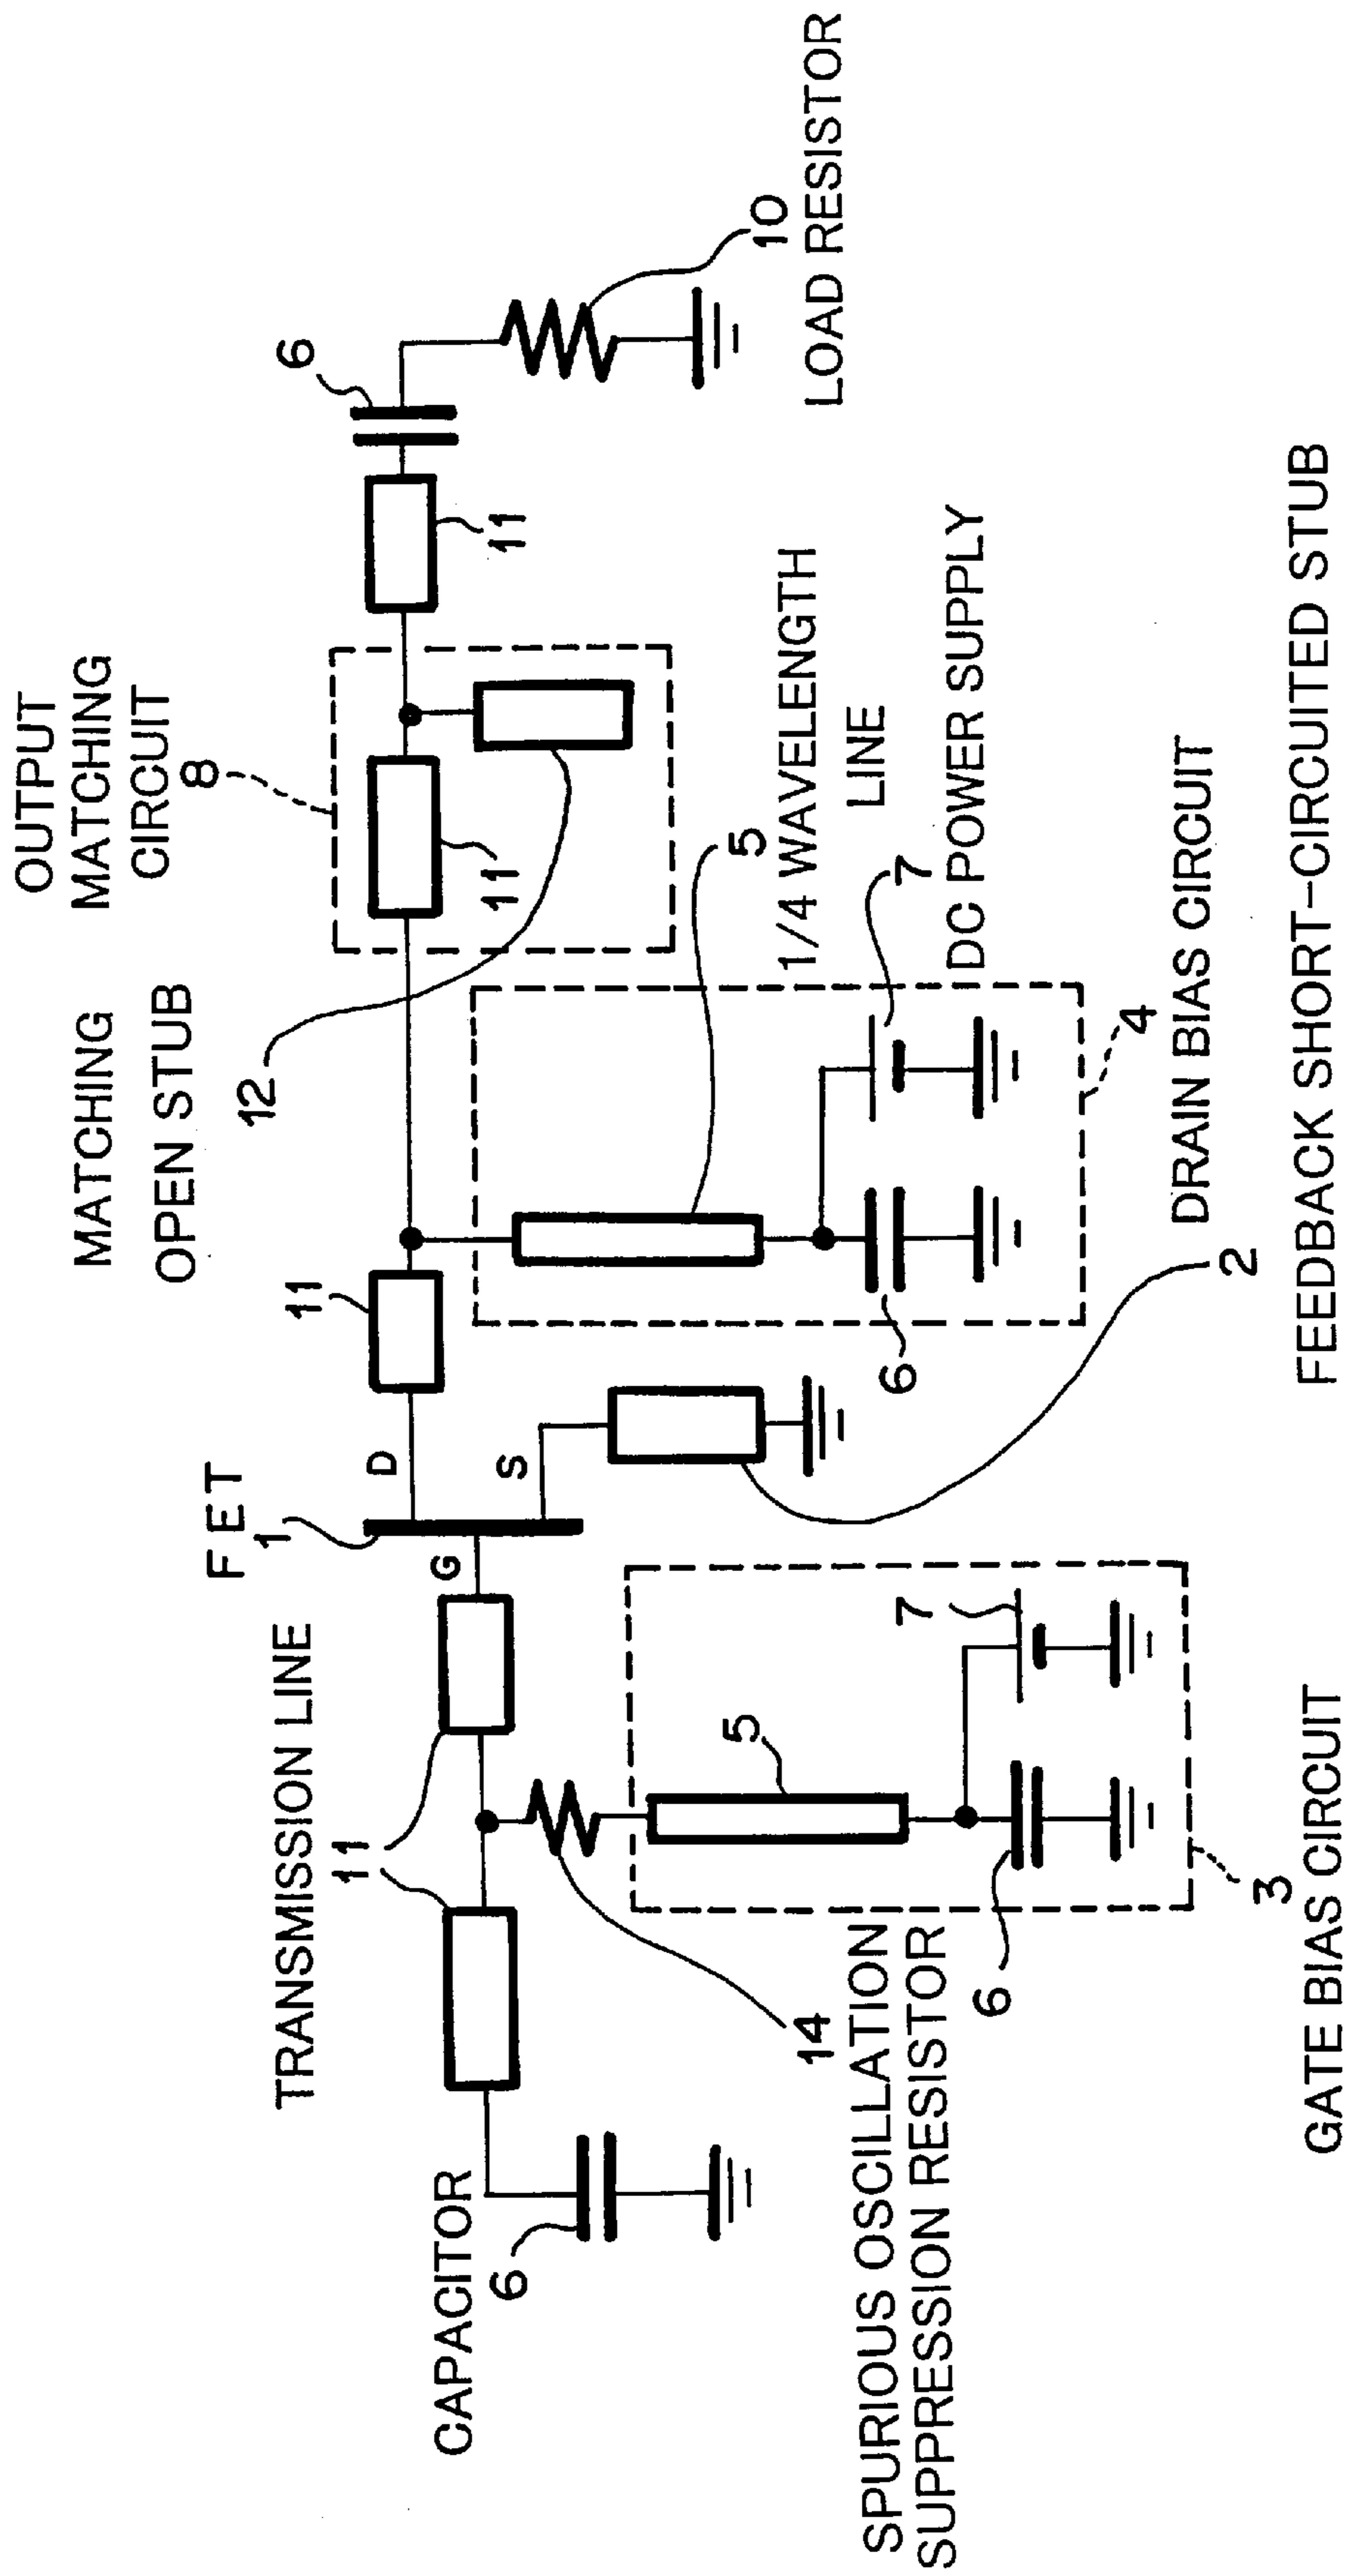 OUTPUT
MATCHING
CIRCUIT
8
MATCHING
OPEN STUB
12
FET
1
TRANSMISSION LINE
11
11
11
11
6
CAPACITOR
6
G
D
S
10
LOAD RESISTOR
5
1/4 WAVELENGTH
LINE
7
DC POWER SUPPLY
6
4
DRAIN BIAS CIRCUIT
2
FEEDBACK SHORT-CIRCUITED STUB
5
7
6
3
GATE BIAS CIRCUIT
14
SPURIOUS OSCILLATION
SUPPRESSION RESISTOR